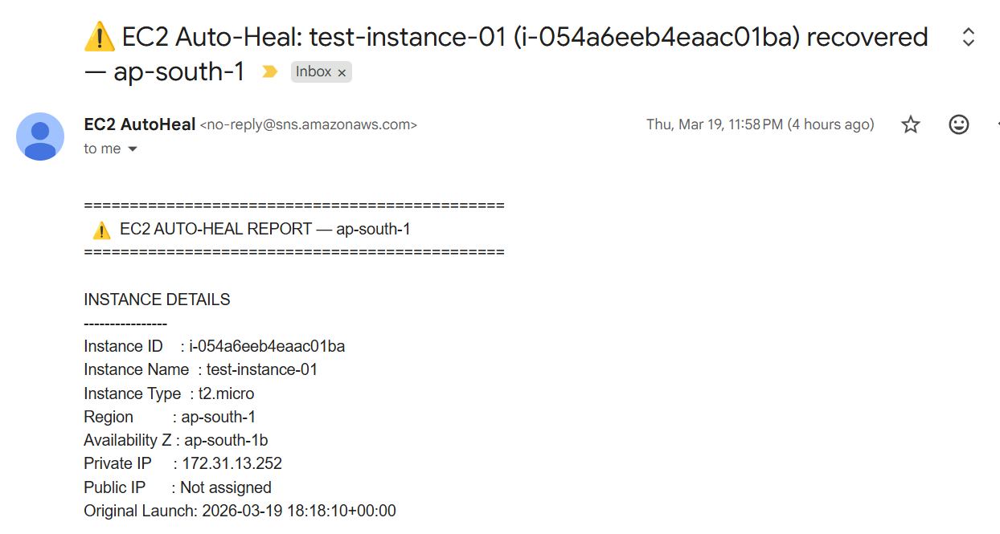 ⚠️ EC2 Auto-Heal: test-instance-01 (i-054a6eeb4eaac01ba) recovered
— ap-south-1 Inbox ×
EC2 AutoHeal <no-reply@sns.amazonaws.com> Thu, Mar 19, 11:58 PM (4 hours ago)
to me
==============================================
⚠️ EC2 AUTO-HEAL REPORT — ap-south-1
==============================================
INSTANCE DETAILS
----------------
Instance ID : i-054a6eeb4eaac01ba
Instance Name : test-instance-01
Instance Type : t2.micro
Region : ap-south-1
Availability Z : ap-south-1b
Private IP : 172.31.13.252
Public IP : Not assigned
Original Launch: 2026-03-19 18:18:10+00:00